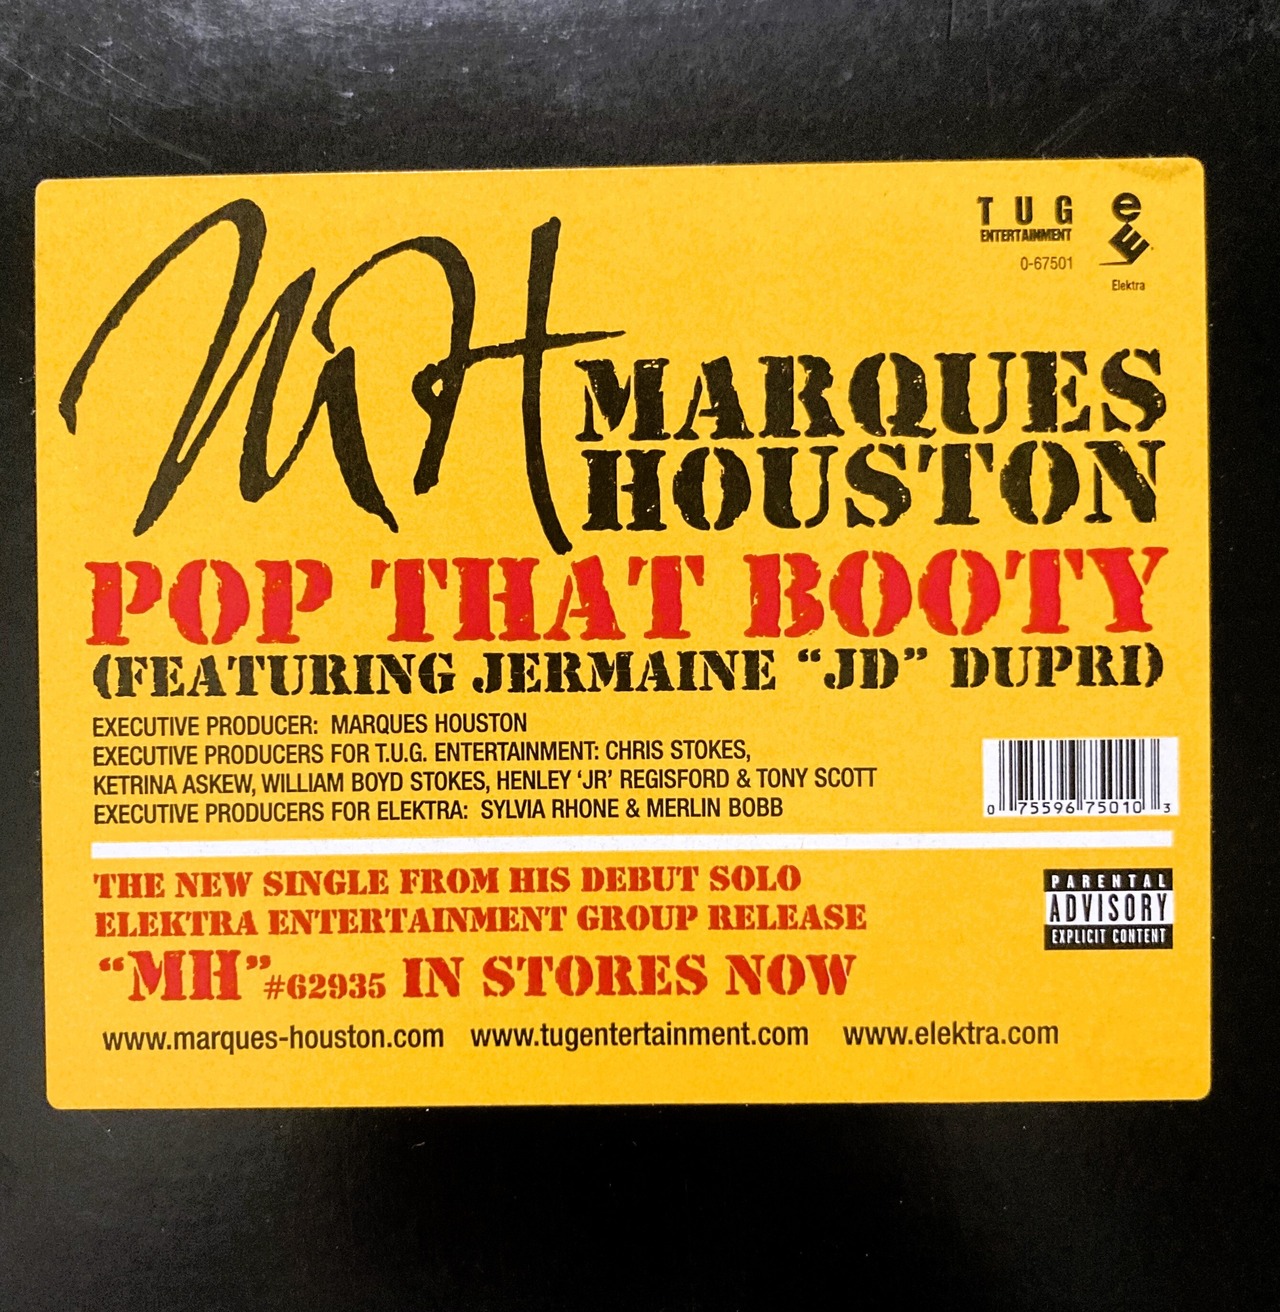 MH
TUG
ENTERTAINMENT
0-67501
Elektra
MARQUES
HOUSTON
POP THAT BOOTY
(FEATURING JERMAINE “JD” DUPRI)
EXECUTIVE PRODUCER: MARQUES HOUSTON
EXECUTIVE PRODUCERS FOR T.U.G. ENTERTAINMENT: CHRIS STOKES,
KETRINA ASKEW, WILLIAM BOYD STOKES, HENLEY ‘JR’ REGISFORD & TONY SCOTT
EXECUTIVE PRODUCERS FOR ELEKTRA: SYLVIA RHONE & MERLIN BOBB
0 75596 75010 3
THE NEW SINGLE FROM HIS DEBUT SOLO
ELEKTRA ENTERTAINMENT GROUP RELEASE
“MH” #62935 IN STORES NOW
PARENTAL
ADVISORY
EXPLICIT CONTENT
www.marques-houston.com www.tugentertainment.com www.elektra.com